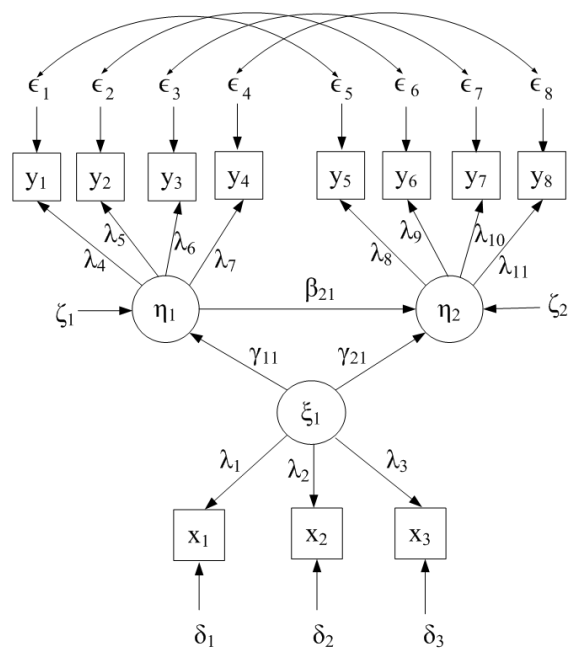 ϵ₁ ϵ₂ ϵ₃ ϵ₄ ϵ₅ ϵ₆ ϵ₇ ϵ₈
y₁ y₂ y₃ y₄ y₅ y₆ y₇ y₈
λ₄ λ₅ λ₆ λ₇ λ₈ λ₉ λ₁₀ λ₁₁
ζ₁ η₁ β₂₁ η₂ ζ₂
γ₁₁ γ₂₁
ξ₁
λ₁ λ₂ λ₃
x₁ x₂ x₃
δ₁ δ₂ δ₃